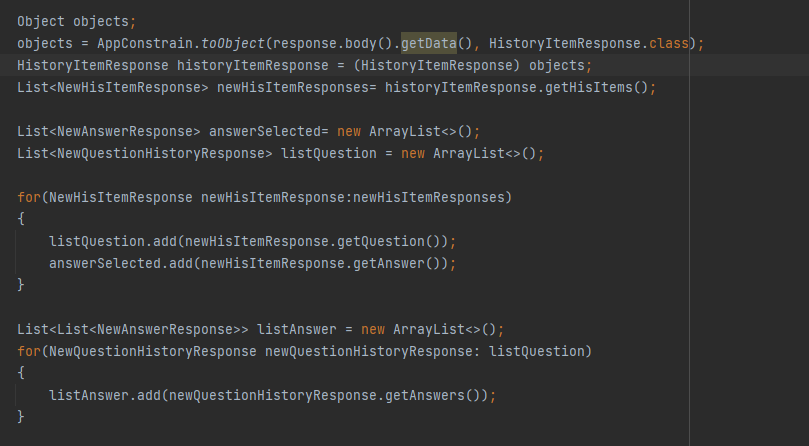 Object objects;
objects = AppConstrain.toObject(response.body().getData(), HistoryItemResponse.class);
HistoryItemResponse historyItemResponse = (HistoryItemResponse) objects;
List<NewHisItemResponse> newHisItemResponses= historyItemResponse.getHisItems();
List<NewAnswerResponse> answerSelected= new ArrayList<>();
List<NewQuestionHistoryResponse> listQuestion = new ArrayList<>();
for(NewHisItemResponse newHisItemResponse:newHisItemResponses)
{
listQuestion.add(newHisItemResponse.getQuestion());
answerSelected.add(newHisItemResponse.getAnswer());
}
List<List<NewAnswerResponse>> listAnswer = new ArrayList<>();
for(NewQuestionHistoryResponse newQuestionHistoryResponse: listQuestion)
{
listAnswer.add(newQuestionHistoryResponse.getAnswers());
}